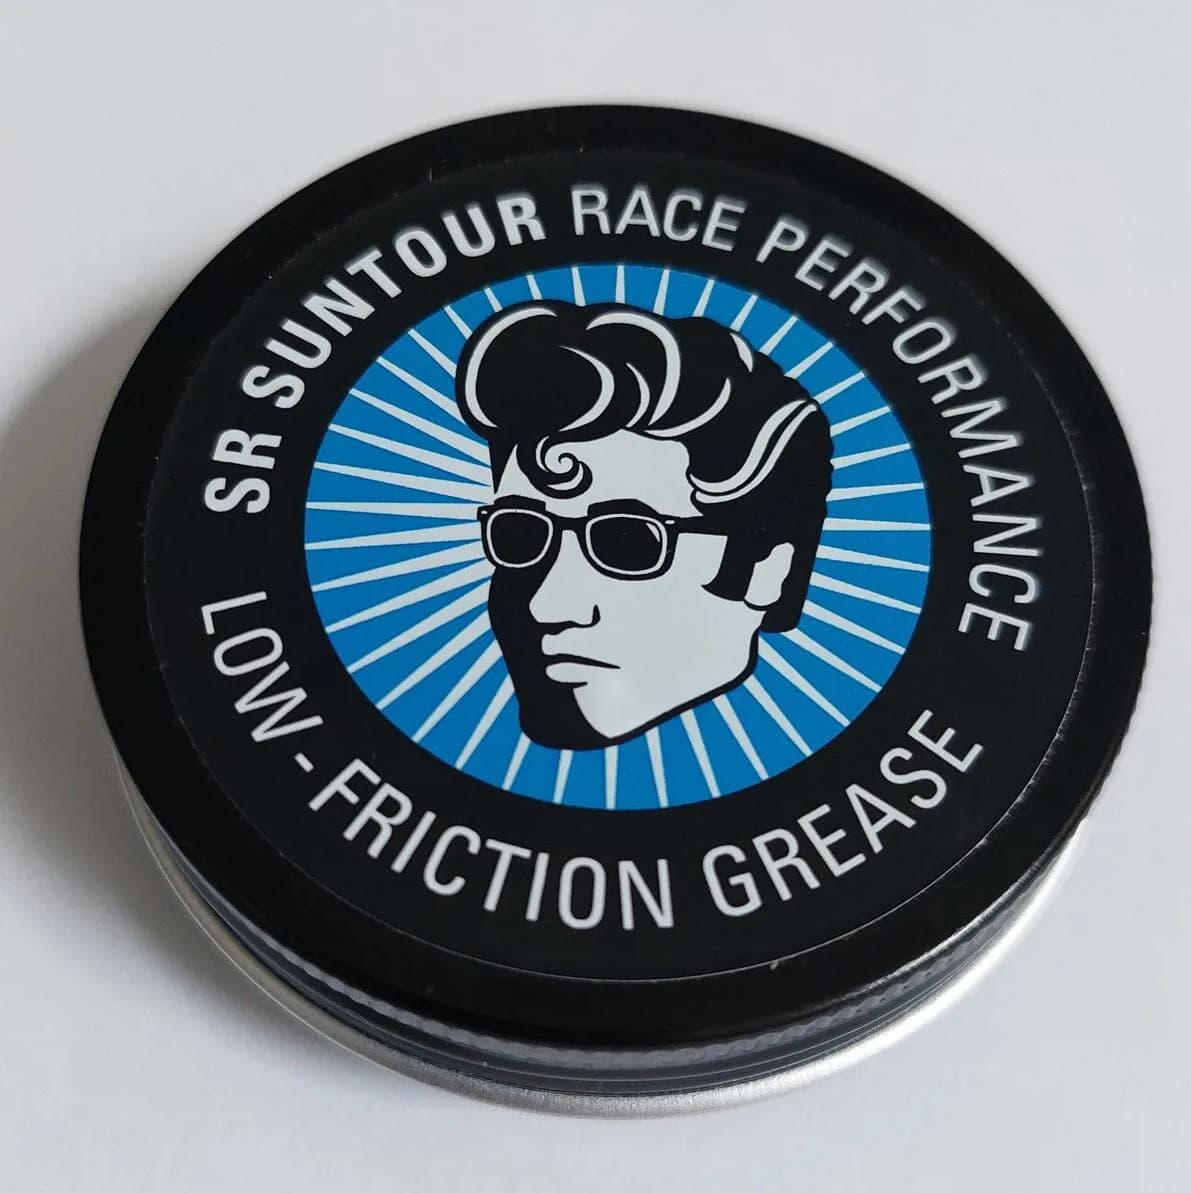 SR SUNTOUR RACE PERFORMANCE
LOW-FRICTION GREASE